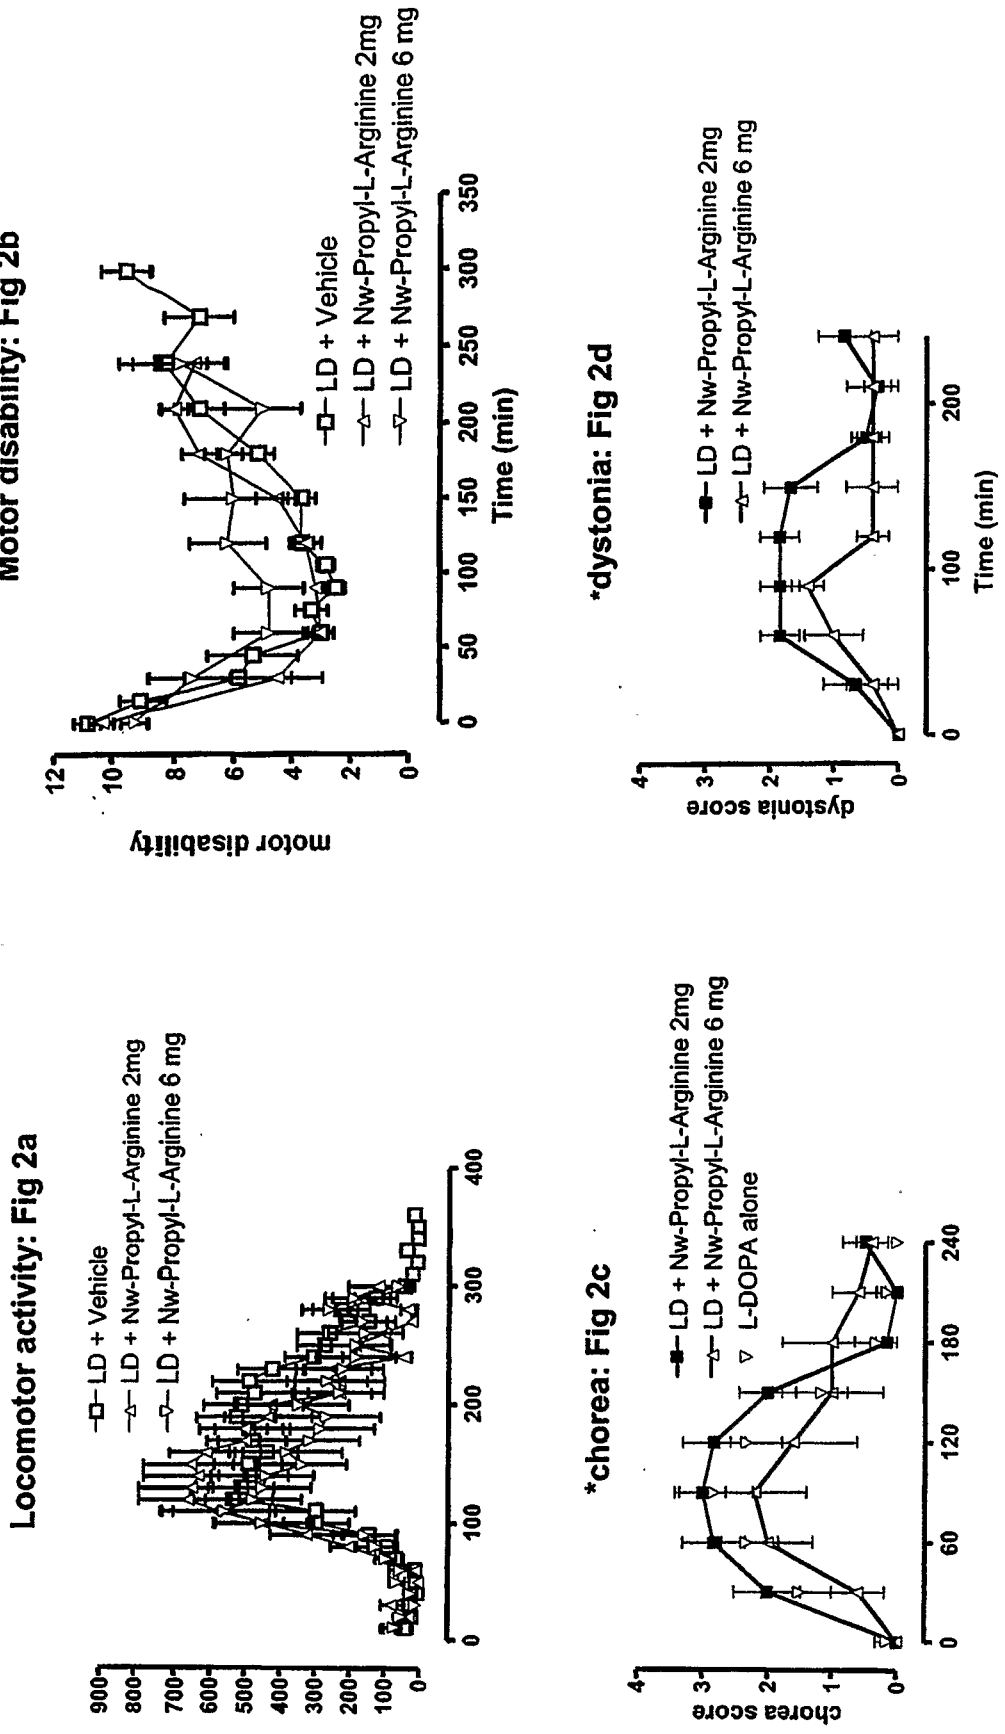 Locomotor activity: Fig 2a
LD + Vehicle
LD + Nw-Propyl-L-Arginine 2mg
LD + Nw-Propyl-L-Arginine 6 mg
900
800
700
600
500
400
300
200
100
0
0 100 200 300 400
Motor disability: Fig 2b
motor disability
12
10
8
6
4
2
0
0 50 100 150 200 250 300 350
Time (min)
LD + Vehicle
LD + Nw-Propyl-L-Arginine 2mg
LD + Nw-Propyl-L-Arginine 6 mg
*chorea: Fig 2c
LD + Nw-Propyl-L-Arginine 2mg
LD + Nw-Propyl-L-Arginine 6 mg
L-DOPA alone
chorea score
4
3
2
1
0
0 60 120 180 240
*dystonia: Fig 2d
LD + Nw-Propyl-L-Arginine 2mg
LD + Nw-Propyl-L-Arginine 6 mg
dystonia score
4
3
2
1
0
0 100 200
Time (min)